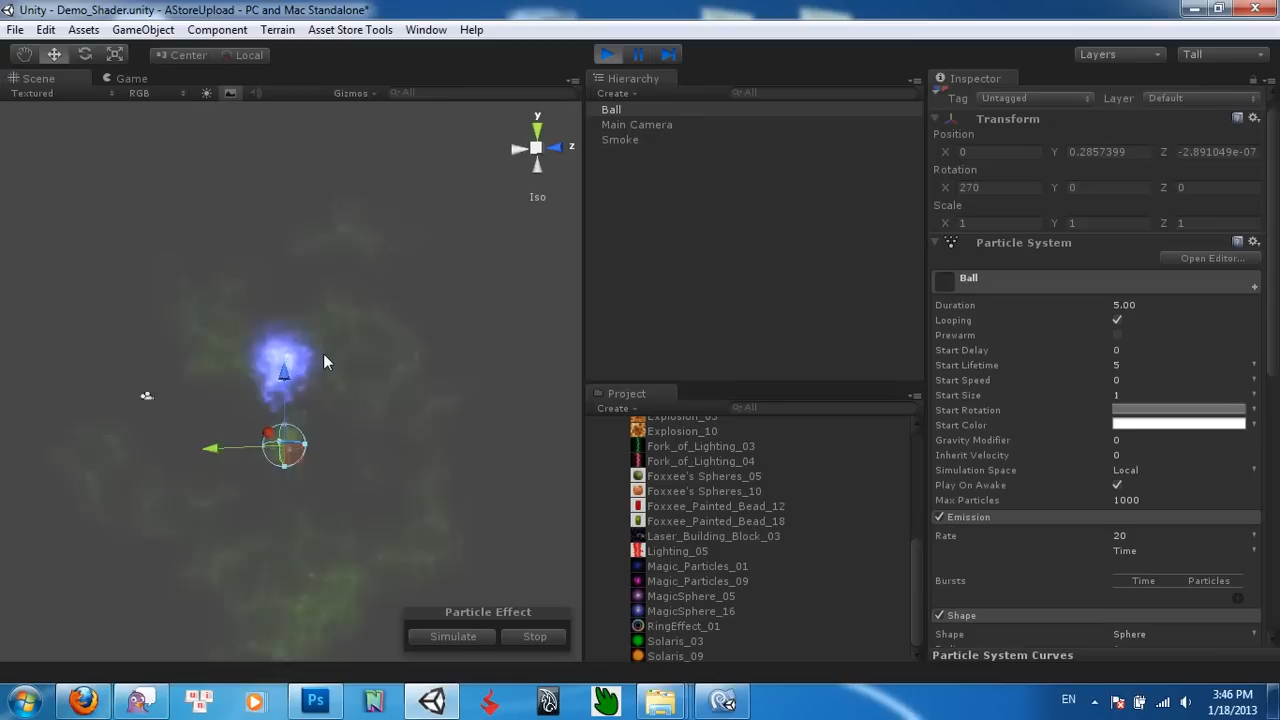 Unity - Demo_Shader.unity - AStoreUpload - PC and Mac Standalone*
File Edit Assets GameObject Component Terrain Asset Store Tools Window Help
Center Local
Layers Tall
Scene Game
Textured RGB Gizmos All
y
z
Iso
Particle Effect
Simulate Stop
Hierarchy
Create All
Ball
Main Camera
Smoke
Project
Create All
Explosion_03
Explosion_10
Fork_of_Lighting_03
Fork_of_Lighting_04
Foxxee's Spheres_05
Foxxee's Spheres_10
Foxxee_Painted_Bead_12
Foxxee_Painted_Bead_18
Laser_Building_Block_03
Lighting_05
Magic_Particles_01
Magic_Particles_09
MagicSphere_05
MagicSphere_16
RingEffect_01
Solaris_03
Solaris_09
Inspector
Tag Untagged Layer Default
Transform
Position
X 0 Y 0.2857399 Z -2.891049e-07
Rotation
X 270 Y 0 Z 0
Scale
X 1 Y 1 Z 1
Particle System
Open Editor...
Ball
Duration 5.00
Looping
Prewarm
Start Delay 0
Start Lifetime 5
Start Speed 0
Start Size 1
Start Rotation
Start Color
Gravity Modifier 0
Inherit Velocity 0
Simulation Space Local
Play On Awake
Max Particles 1000
Emission
Rate 20
Time
Bursts Time Particles
Shape
Shape Sphere
Particle System Curves
EN 3:46 PM
1/18/2013